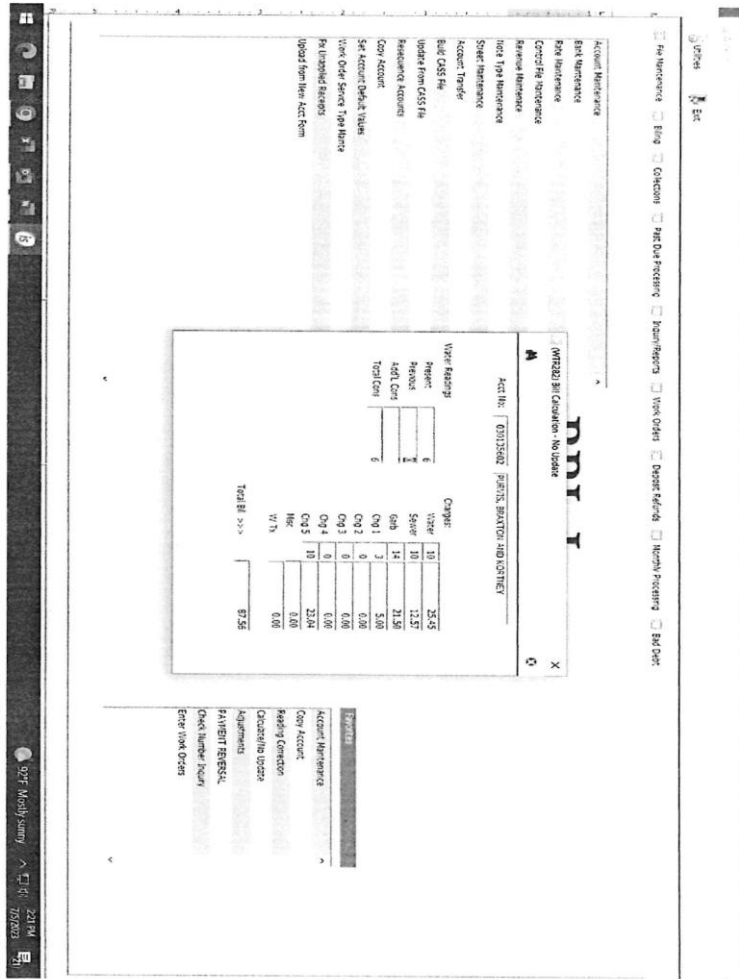 Utilities Exit
File Maintenance Billing Collections Past Due Processing Inquiry/Reports Work Orders Deposit Refunds Monthly Processing Bad Debt
Account Maintenance
Bank Maintenance
Rate Maintenance
Control File Maintenance
Revenue Maintenance
Note Type Maintenance
Street Maintenance
Account Transfer
Build CASS File
Update From CASS File
Resequence Accounts
Copy Account
Set Account Default Values
Work Order Service Type Mainte
Fix Unapplied Receipts
Upload from New Acct Form
(WTR282) Bill Calculation - No Update X
Acct No: 030135602 PURVIS, BRAXTON AND KORTNEY
Water Readings
Present 6
Previous
Add'L Cons
Total Cons 6
Charges:
Water 19 25.45
Sewer 10 12.57
Garb 14 21.50
Chg 1 3 5.00
Chg 2 0 0.00
Chg 3 0 0.00
Chg 4 0 0.00
Chg 5 10 23.04
Misc 0.00
W/ Tx 0.00
Total Bill >>> 87.56
Favorites
Account Maintenance
Copy Account
Reading Correction
Calculate/No Update
Adjustments
PAYMENT REVERSAL
Check Number Inquiry
Enter Work Orders
92°F Mostly sunny 2:21 PM
7/5/2023